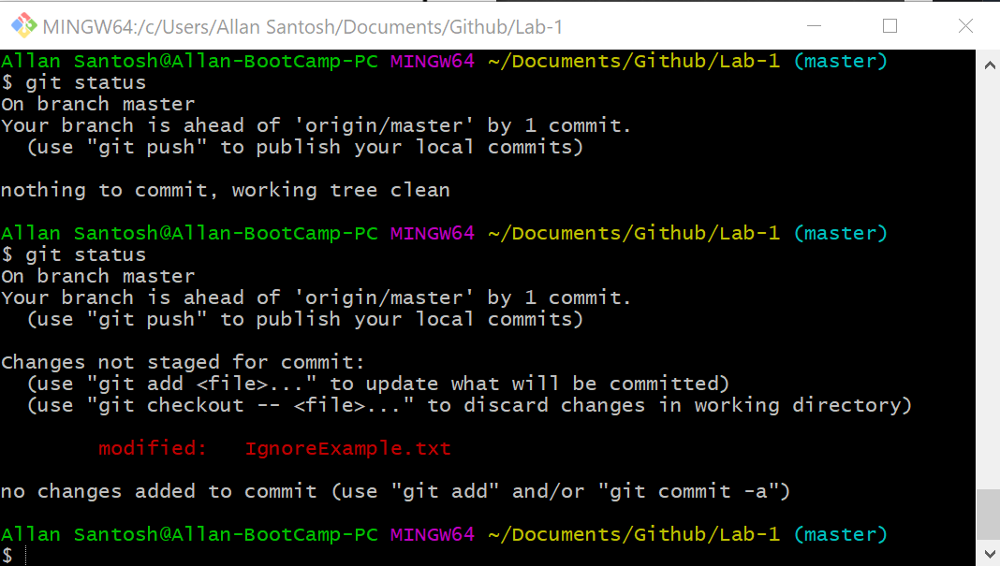 MINGW64:/c/Users/Allan Santosh/Documents/Github/Lab-1
Allan Santosh@Allan-BootCamp-PC MINGW64 ~/Documents/Github/Lab-1 (master)
$ git status
On branch master
Your branch is ahead of 'origin/master' by 1 commit.
  (use "git push" to publish your local commits)

nothing to commit, working tree clean

Allan Santosh@Allan-BootCamp-PC MINGW64 ~/Documents/Github/Lab-1 (master)
$ git status
On branch master
Your branch is ahead of 'origin/master' by 1 commit.
  (use "git push" to publish your local commits)

Changes not staged for commit:
  (use "git add <file>..." to update what will be committed)
  (use "git checkout -- <file>..." to discard changes in working directory)

        modified:   IgnoreExample.txt

no changes added to commit (use "git add" and/or "git commit -a")

Allan Santosh@Allan-BootCamp-PC MINGW64 ~/Documents/Github/Lab-1 (master)
$